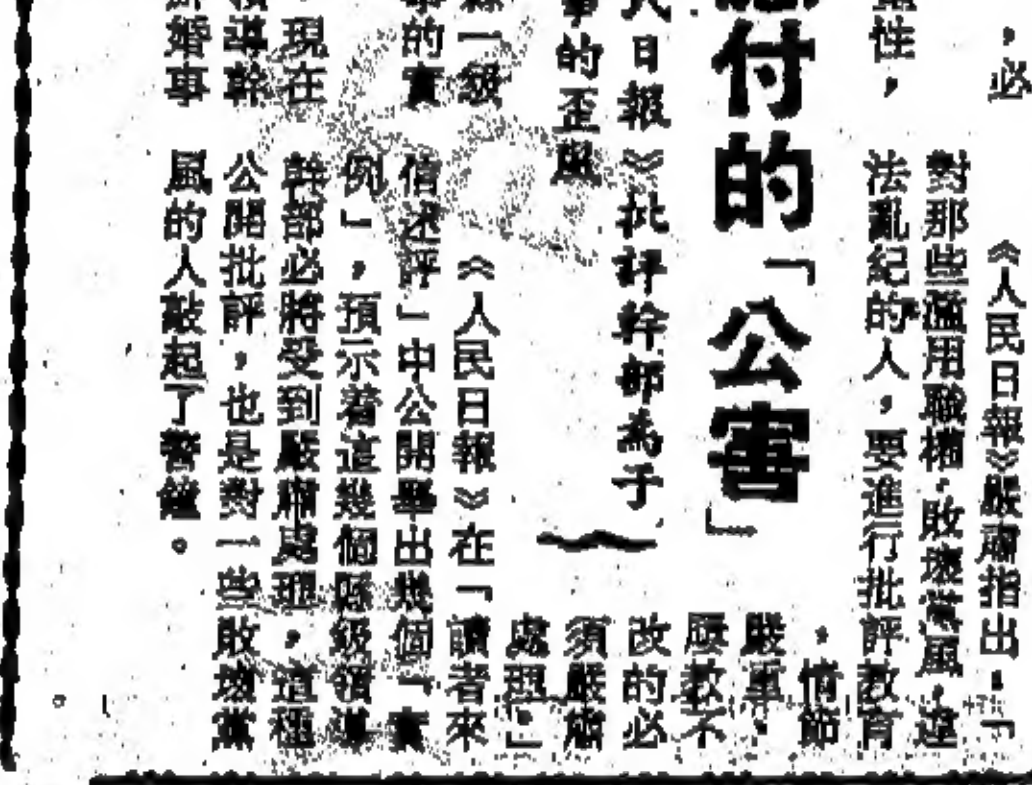 付的「公害」
日報》批評幹部為子
的歪風
，必
性，
一級
的實
現在
導幹
婚事
《人民日報》嚴肅指出：「
對那些濫用職權，敗壞黨風，違
法亂紀的人，要進行批評教育
，情節
嚴重，
屢教不
改的必
須嚴肅
處理」
《人民日報》在「讀者來
信述評」中公開舉出幾個「實
例」，預示着這幾個縣級領導
幹部必將受到嚴肅處理，這種
公開批評，也是對一些敗壞黨
風的人敲起了警鐘。